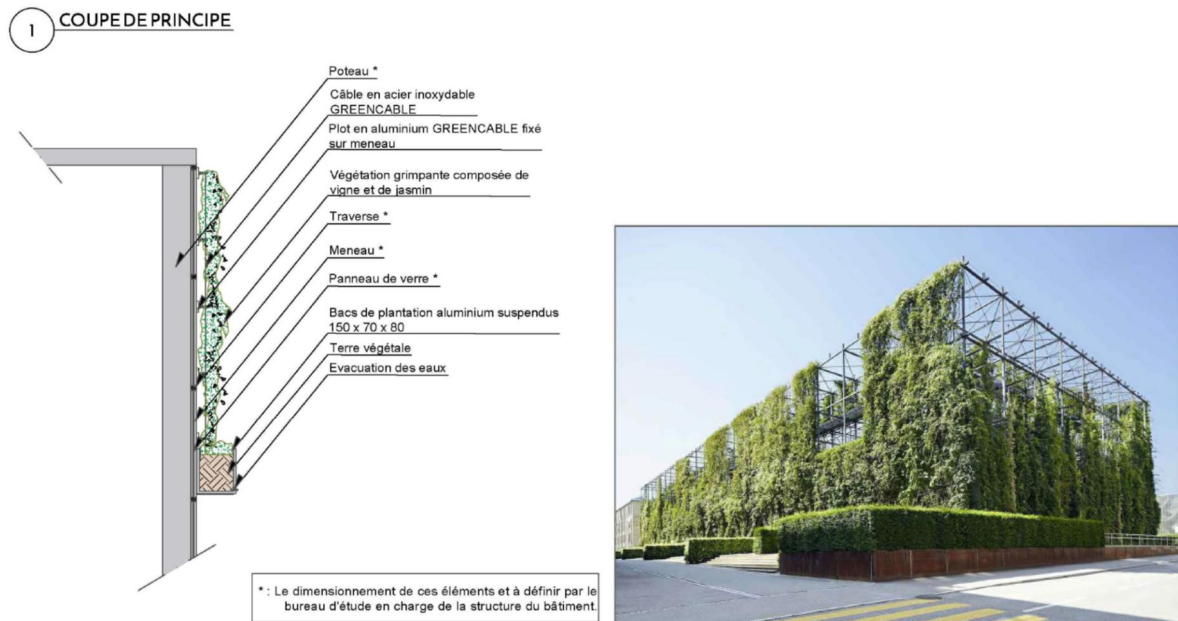 1
COUPE DE PRINCIPE
Poteau *
Câble en acier inoxydable
GREENCABLE
Plot en aluminium GREENCABLE fixé
sur meneau
Végétation grimpante composée de
vigne et de jasmin
Traverse *
Meneau *
Panneau de verre *
Bacs de plantation aluminium suspendus
150 x 70 x 80
Terre végétale
Evacuation des eaux
* : Le dimensionnement de ces éléments et à définir par le
bureau d'étude en charge de la structure du bâtiment.